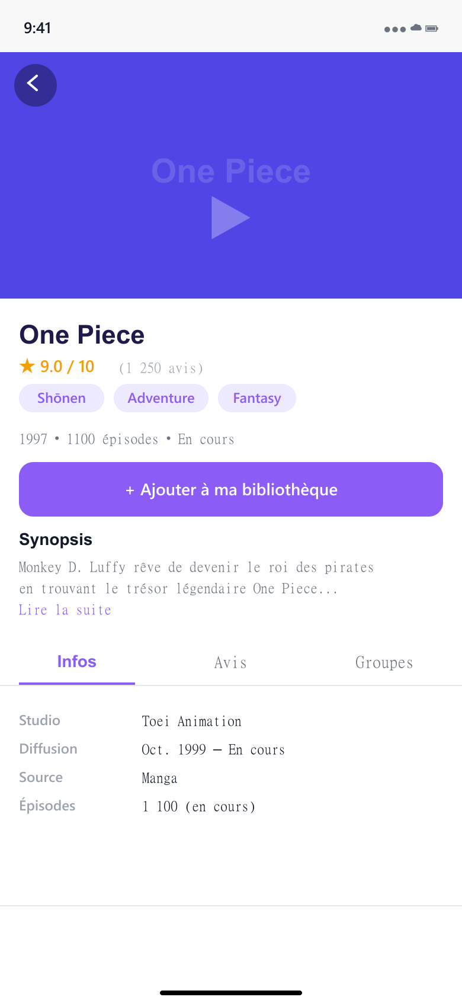 9:41
One Piece
One Piece
★ 9.0 / 10 (1 250 avis)
Shōnen Adventure Fantasy
1997 • 1100 épisodes • En cours
+ Ajouter à ma bibliothèque
Synopsis
Monkey D. Luffy rêve de devenir le roi des pirates
en trouvant le trésor légendaire One Piece...
Lire la suite
Infos Avis Groupes
Studio Toei Animation
Diffusion Oct. 1999 — En cours
Source Manga
Épisodes 1 100 (en cours)